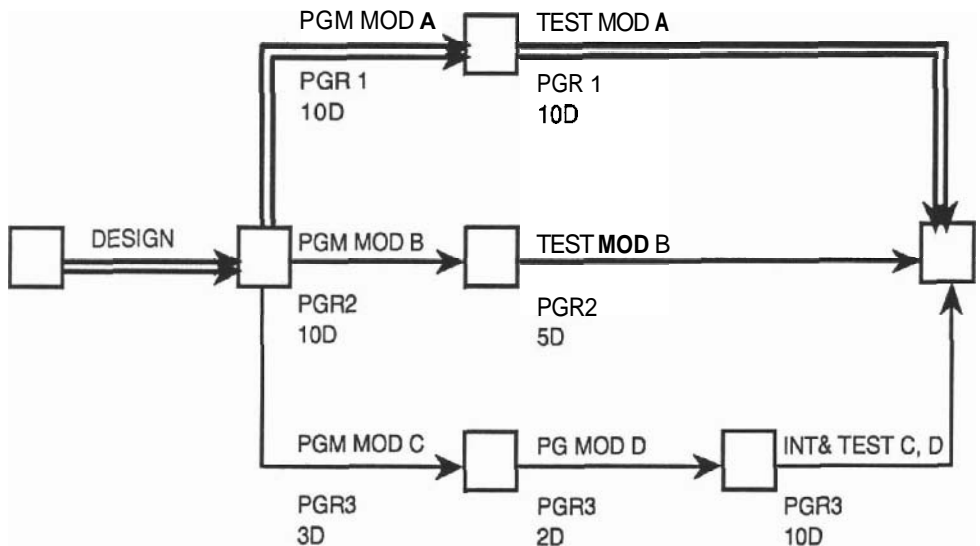 PGM MOD A
PGR 1
10D
TEST MOD A
PGR 1
10D
DESIGN
PGM MOD B
PGR2
10D
TEST MOD B
PGR2
5D
PGM MOD C
PGR3
3D
PG MOD D
PGR3
2D
INT& TEST C, D
PGR3
10D